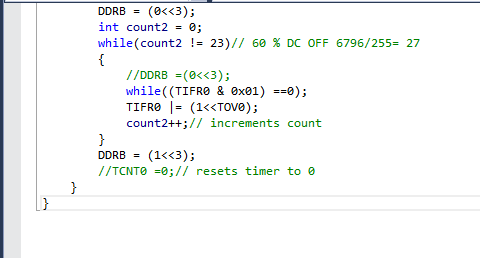 DDRB = (0<<3);
int count2 = 0;
while(count2 != 23)// 60 % DC OFF 6796/255= 27
{
//DDRB =(0<<3);
while((TIFR0 & 0x01) ==0);
TIFR0 |= (1<<TOV0);
count2++;// increments count
}
DDRB = (1<<3);
//TCNT0 =0;// resets timer to 0
}
}